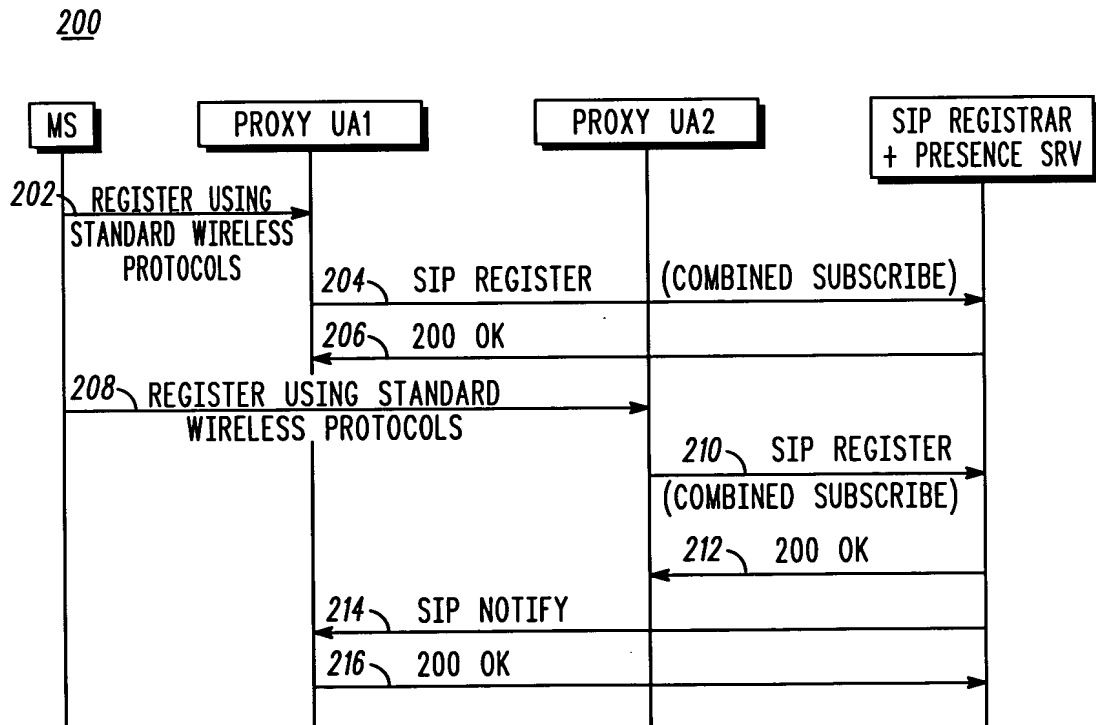 200
MS
PROXY UA1
PROXY UA2
SIP REGISTRAR
+ PRESENCE SRV
202
REGISTER USING
STANDARD WIRELESS
PROTOCOLS
204 SIP REGISTER (COMBINED SUBSCRIBE)
206 200 OK
208 REGISTER USING STANDARD
WIRELESS PROTOCOLS
210 SIP REGISTER
(COMBINED SUBSCRIBE)
212 200 OK
214 SIP NOTIFY
216 200 OK